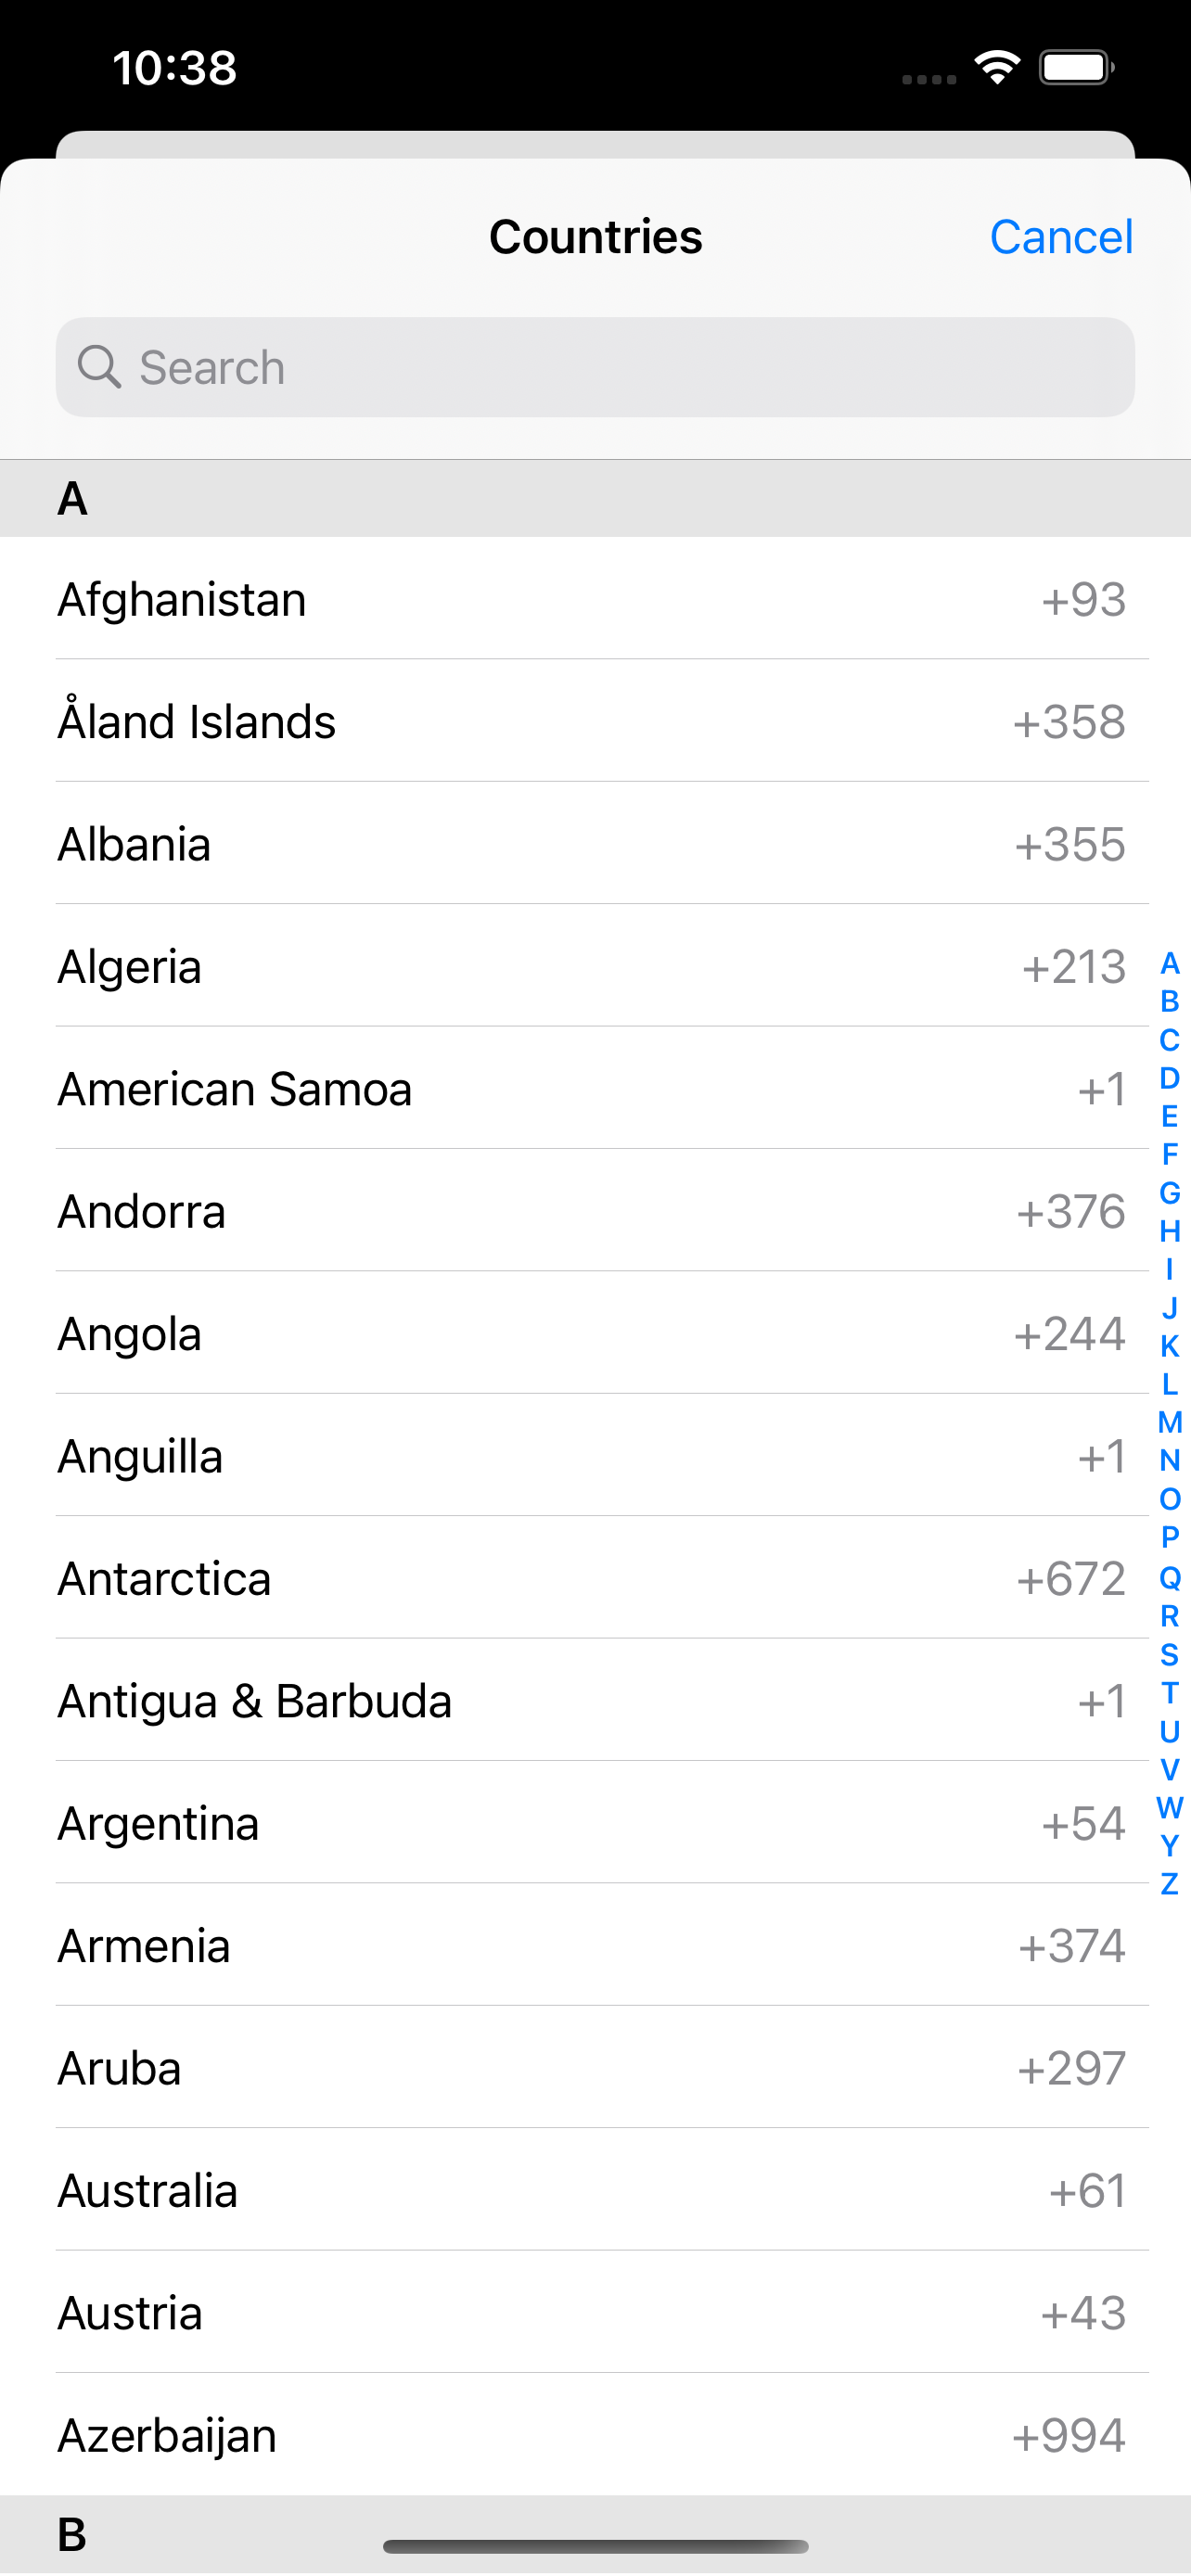 10:38
Countries
Cancel
Search
A
Afghanistan +93
Åland Islands +358
Albania +355
Algeria +213
American Samoa +1
Andorra +376
Angola +244
Anguilla +1
Antarctica +672
Antigua & Barbuda +1
Argentina +54
Armenia +374
Aruba +297
Australia +61
Austria +43
Azerbaijan +994
B
A
B
C
D
E
F
G
H
I
J
K
L
M
N
O
P
Q
R
S
T
U
V
W
Y
Z